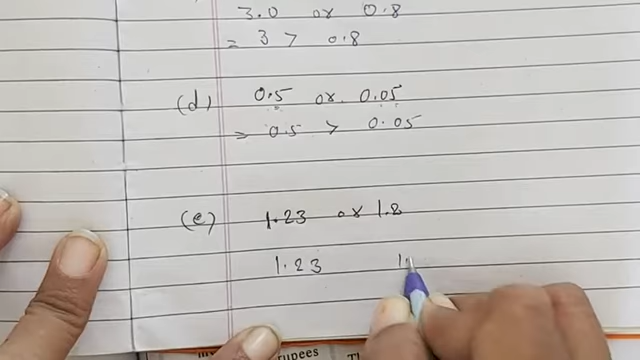 3.0 or 0.8
= 3 > 0.8
(d) 0.5 or 0.05
= 0.5 > 0.05
(e) 1.23 or 1.8
1.23 1.
rupees